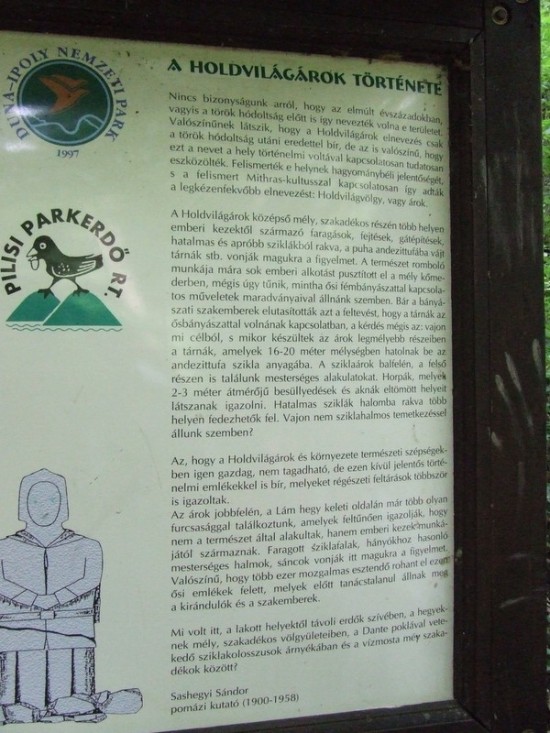 DUNA-IPOLY NEMZETI PARK
1997
PILISI PARKERDŐ RT.
A HOLDVILÁGÁROK TÖRTÉNETE
Nincs bizonyságunk arról, hogy az elmúlt évszázadokban,
vagyis a török hódoltság előtt is így nevezték volna e területet.
Valószínűnek látszik, hogy a Holdvilágárok elnevezés csak
a török hódoltság utáni eredettel bír, de az is valószínű, hogy
ezt a nevet a hely történelmi voltával kapcsolatosan tudatosan
eszközölték. Felismerték e helynek hagyománybéli jelentőségét,
s a felismert Mithras-kultusszal kapcsolatosan így adták
a legkézenfekvőbb elnevezést: Holdvilágvölgy, vagy árok.
A Holdvilágárok középső mély, szakadékos részén több helyen
emberi kezektől származó faragások, fejtések, gátépítések,
hatalmas és apróbb sziklákból rakva, a puha andezittufába vájt
tárnák stb. vonják magukra a figyelmet. A természet romboló
munkája mára sok emberi alkotást pusztított el a mély kőme-
derben, mégis úgy tűnik, mintha ősi fémbányászattal kapcsola-
tos műveletek maradványaival állnánk szemben. Bár a bányá-
szati szakemberek elutasították azt a feltevést, hogy a tárnák az
ősbányászattal volnának kapcsolatban, a kérdés mégis az: vajon
mi célból, s mikor készültek az árok legmélyebb részeiben
a tárnák, amelyek 16-20 méter mélységben hatolnak be az
andezittufa szikla anyagába. A sziklaárok balfelén, a felső
részen is találunk mesterséges alakulatokat. Horpák, melyek
2-3 méter átmérőjű besüllyedések és aknák eltömött helyeit
látszanak igazolni. Hatalmas sziklák halomba rakva több
helyen fedezhetők fel. Vajon nem sziklahalmos temetkezéssel
állunk szemben?
Az, hogy a Holdvilágárok és környezete természeti szépségek-
ben igen gazdag, nem tagadható, de ezen kívül jelentős törté-
nelmi emlékekkel is bír, melyeket régészeti feltárások többször
is igazoltak.
Az árok jobbfelén, a Lám hegy keleti oldalán már több olyan
furcsasággal találkoztunk, amelyek feltűnően igazolják, hogy
nem a természet által alakultak, hanem emberi kezek munká-
jától származnak. Faragott sziklafalak, hányókhoz hasonló
mesterséges halmok, sáncok vonják itt magukra a figyelmet.
Valószínű, hogy több ezer mozgalmas esztendő rohant el ezen
ősi emlékek felett, melyek előtt tanácstalanul állnak meg
a kirándulók és a szakemberek.
Mi volt itt, a lakott helyektől távoli erdők szívében, a hegyek-
nek mély, szakadékos völgyületeiben, a Dante poklával vete-
kedő sziklakolosszusok árnyékában és a vízmosta mély szaka-
dékok között?
Sashegyi Sándor
pomázi kutató (1900-1958)